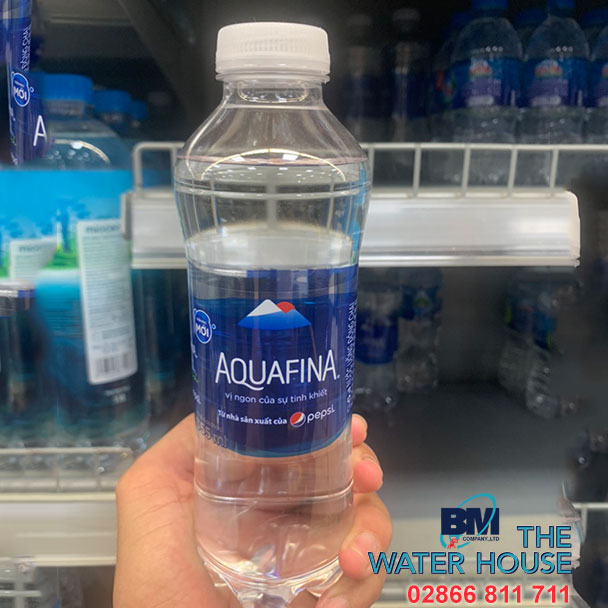 MỚI
A
MỚI
AQUAFINA
vị ngon của sự tinh khiết
Từ nhà sản xuất của pepsi
BM
COMPANY.,LTD
THE
WATER HOUSE
02866 811 711